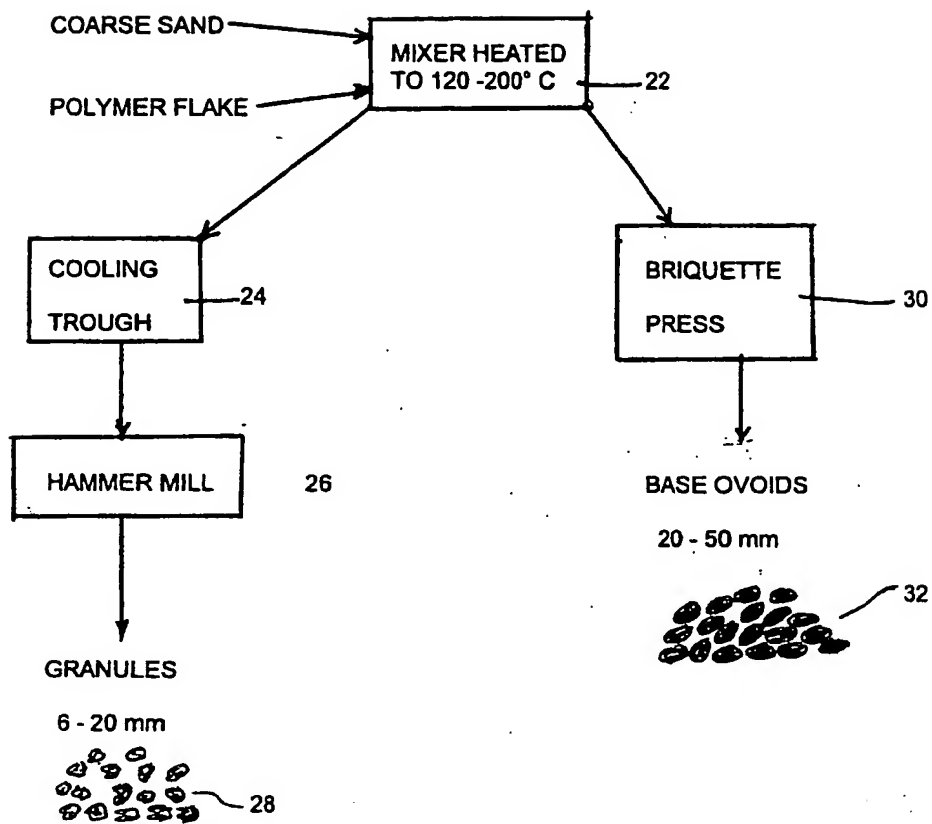 COARSE SAND
POLYMER FLAKE
MIXER HEATED
TO 120 -200° C
22
COOLING
TROUGH
24
BRIQUETTE
PRESS
30
HAMMER MILL
26
BASE OVOIDS
20 - 50 mm
32
GRANULES
6 - 20 mm
28